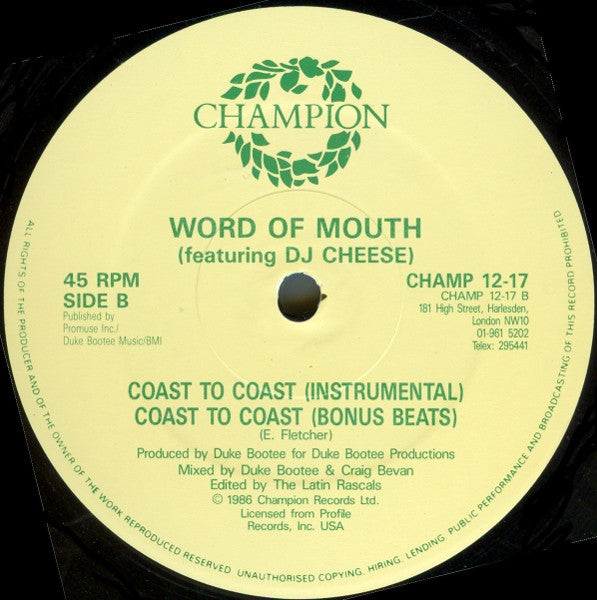 CHAMPION
WORD OF MOUTH
(featuring DJ CHEESE)
45 RPM
SIDE B
Published by
Promuse Inc./
Duke Bootee Music/BMI
CHAMP 12-17
CHAMP 12-17 B
181 High Street, Harlesden,
London NW10
01-961 5202
Telex: 295441
COAST TO COAST (INSTRUMENTAL)
COAST TO COAST (BONUS BEATS)
(E. Fletcher)
Produced by Duke Bootee for Duke Bootee Productions
Mixed by Duke Bootee & Craig Bevan
Edited by The Latin Rascals
© 1986 Champion Records Ltd.
Licensed from Profile
Records, Inc. USA
ALL RIGHTS OF THE PRODUCER AND OF THE OWNER OF THE WORK REPRODUCED RESERVED. UNAUTHORISED COPYING, HIRING, LENDING, PUBLIC PERFORMANCE AND BROADCASTING OF THIS RECORD PROHIBITED